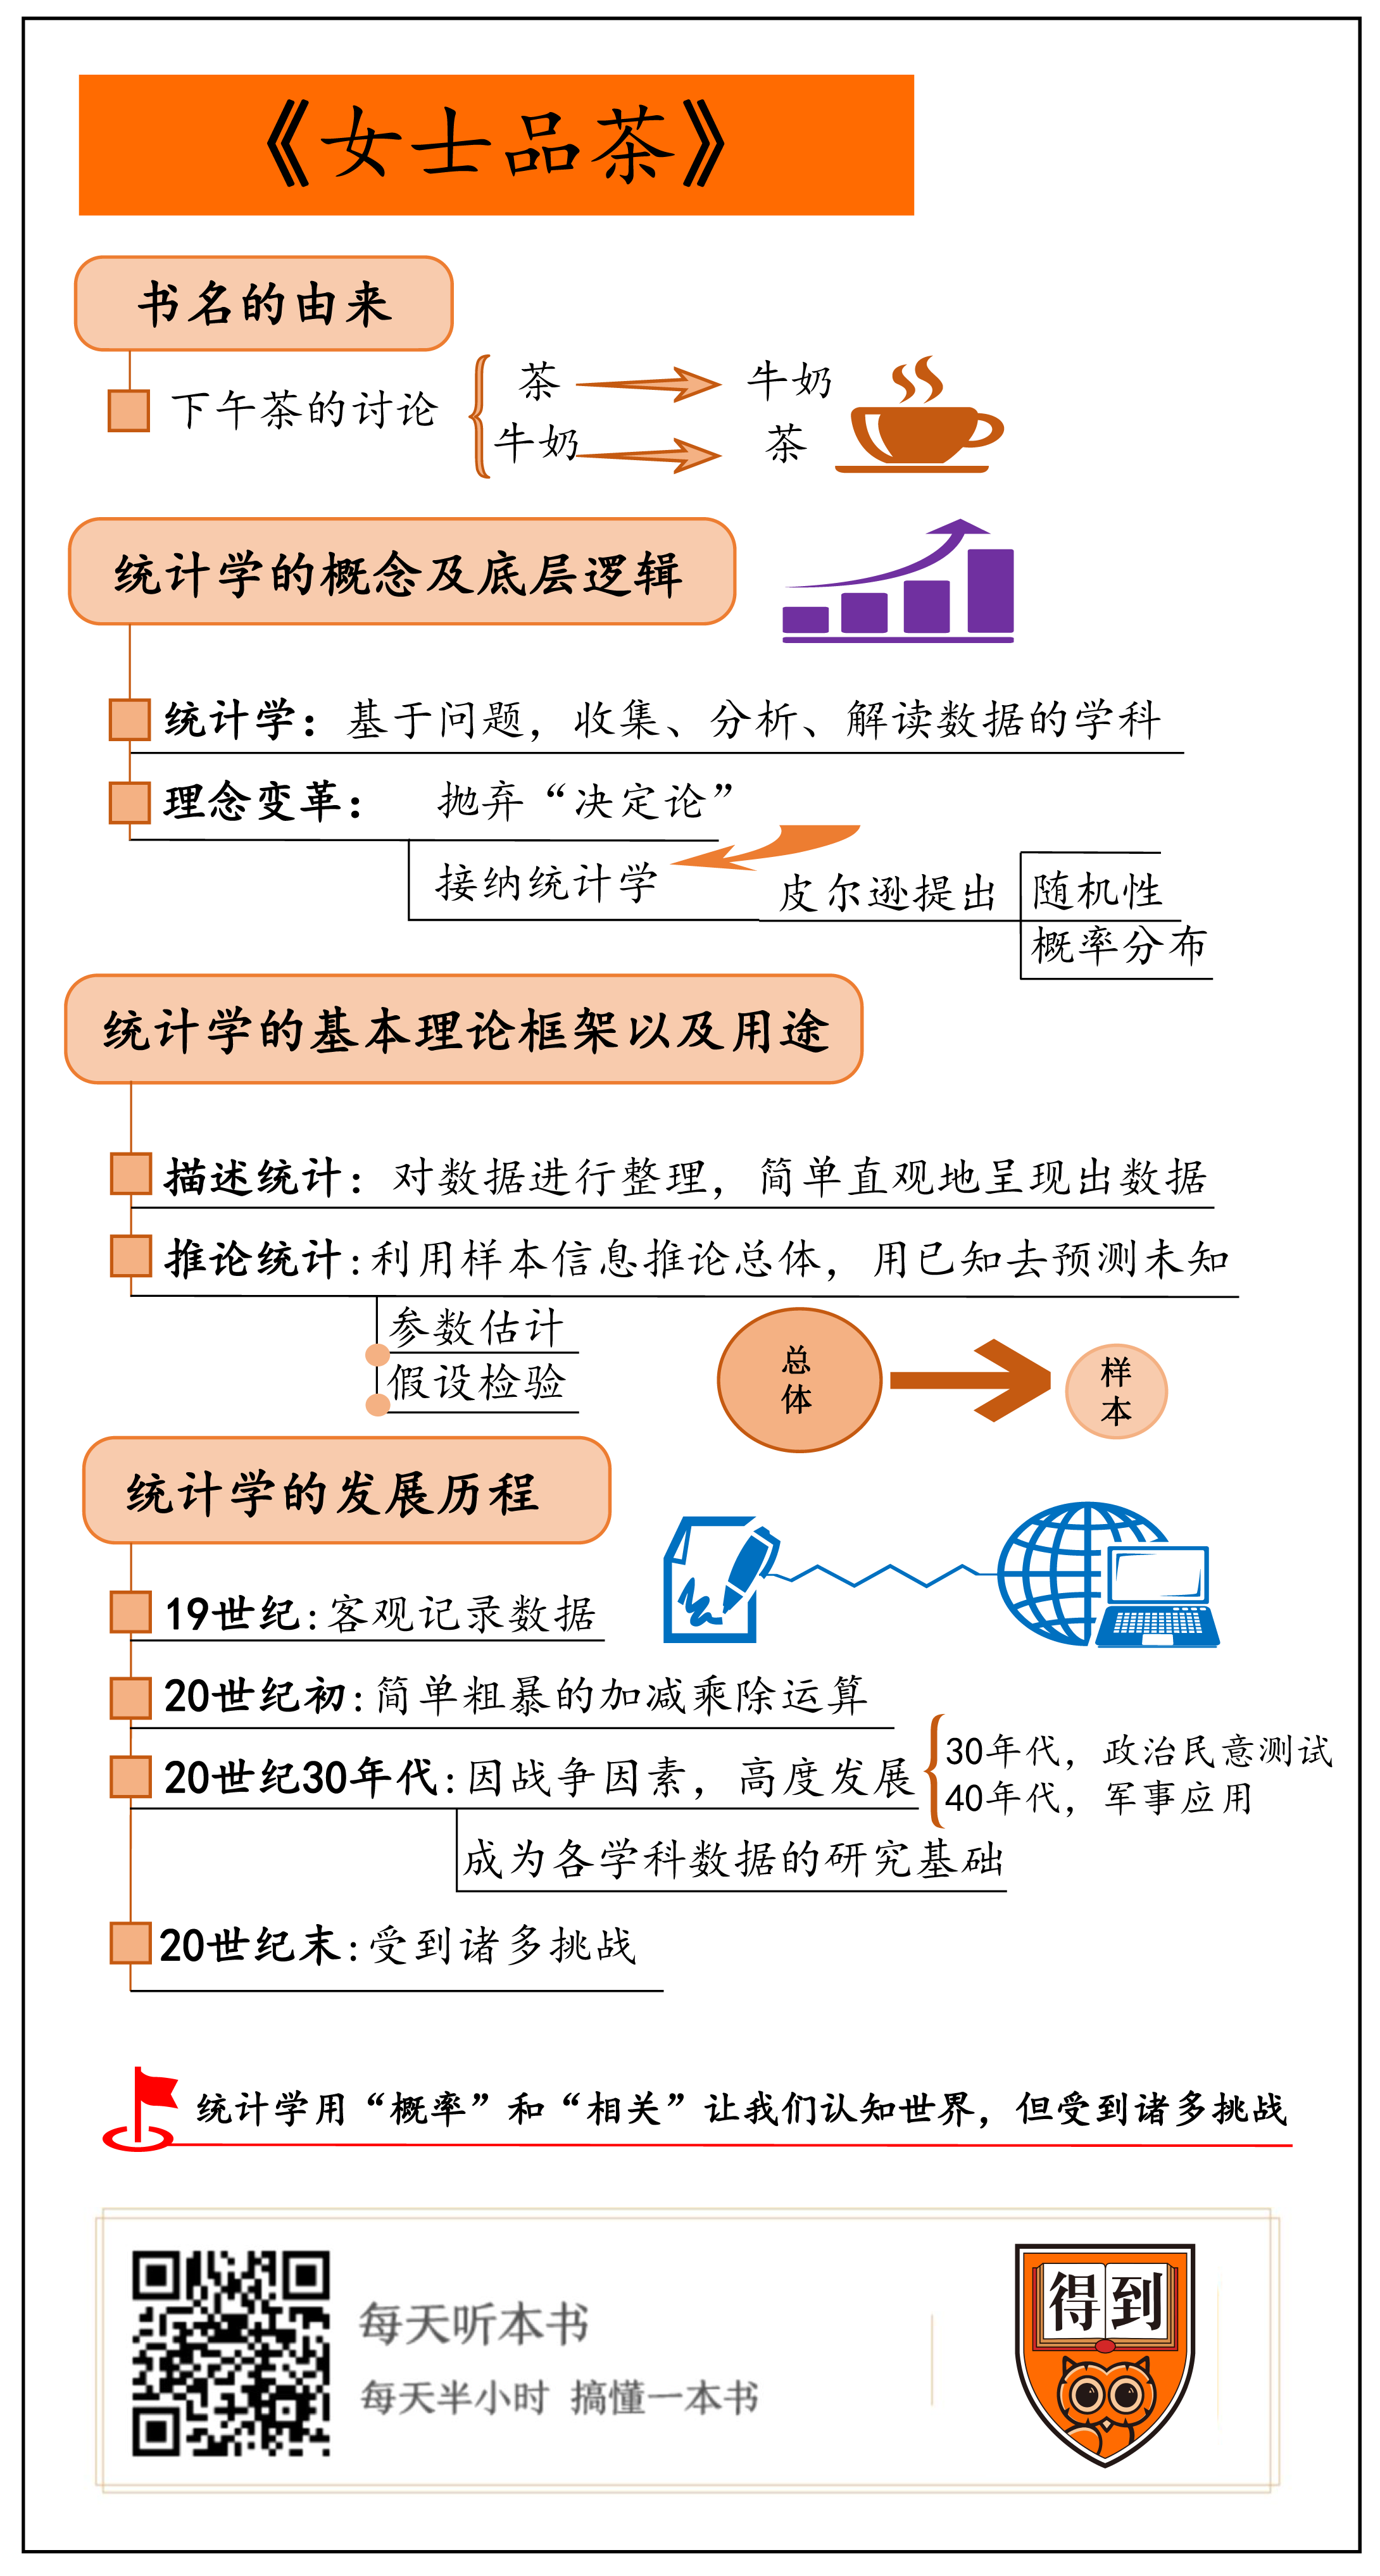 《女士品茶》
书名的由来
下午茶的讨论
茶 牛奶
牛奶 茶
统计学的概念及底层逻辑
统计学：基于问题，收集、分析、解读数据的学科
理念变革： 抛弃“决定论”
接纳统计学
皮尔逊提出
随机性
概率分布
统计学的基本理论框架以及用途
描述统计：对数据进行整理，简单直观地呈现出数据
推论统计:利用样本信息推论总体，用已知去预测未知
参数估计
假设检验
总体
样本
统计学的发展历程
19世纪:客观记录数据
20世纪初:简单粗暴的加减乘除运算
20世纪30年代:因战争因素，高度发展
30年代，政治民意测试
40年代，军事应用
成为各学科数据的研究基础
20世纪末:受到诸多挑战
统计学用“概率”和“相关”让我们认知世界，但受到诸多挑战
每天听本书
每天半小时 搞懂一本书
得到